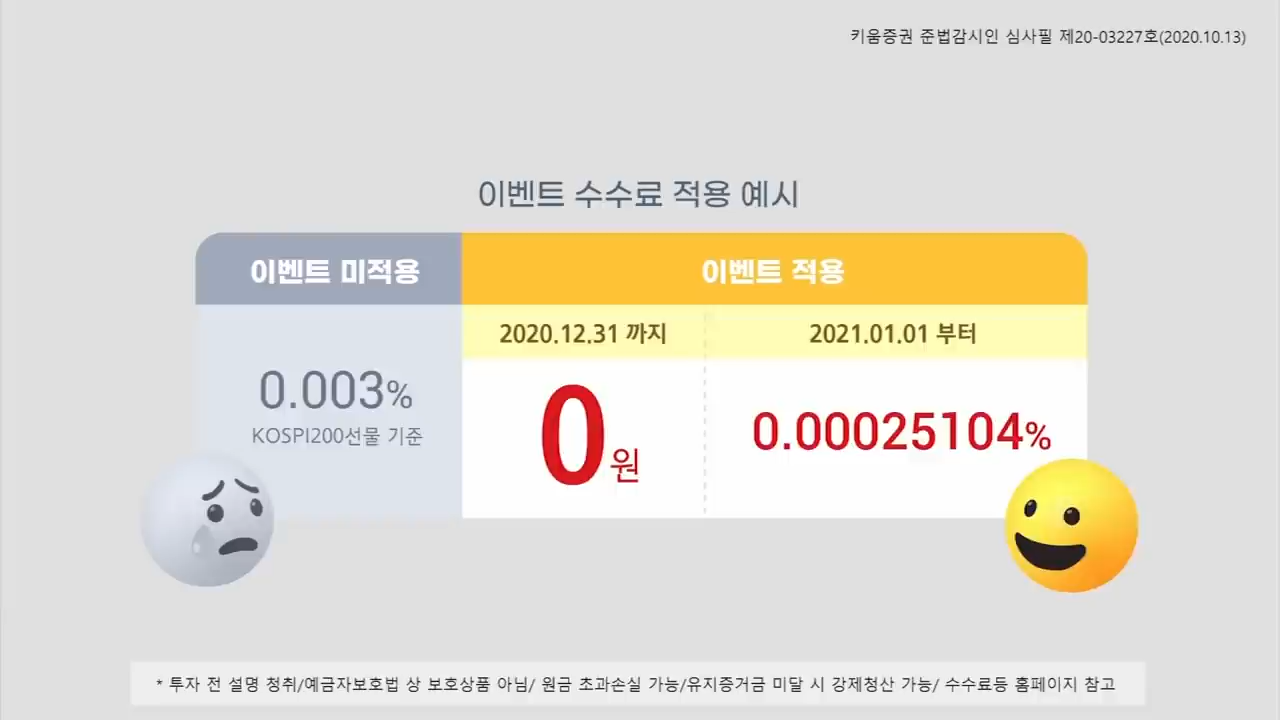 키움증권 준법감시인 심사필 제20-03227호(2020.10.13)
이벤트 수수료 적용 예시
이벤트 미적용
이벤트 적용
2020.12.31 까지
2021.01.01 부터
0.003%
KOSPI200선물 기준
0원
0.00025104%
* 투자 전 설명 청취/예금자보호법 상 보호상품 아님/ 원금 초과손실 가능/유지증거금 미달 시 강제청산 가능/ 수수료등 홈페이지 참고